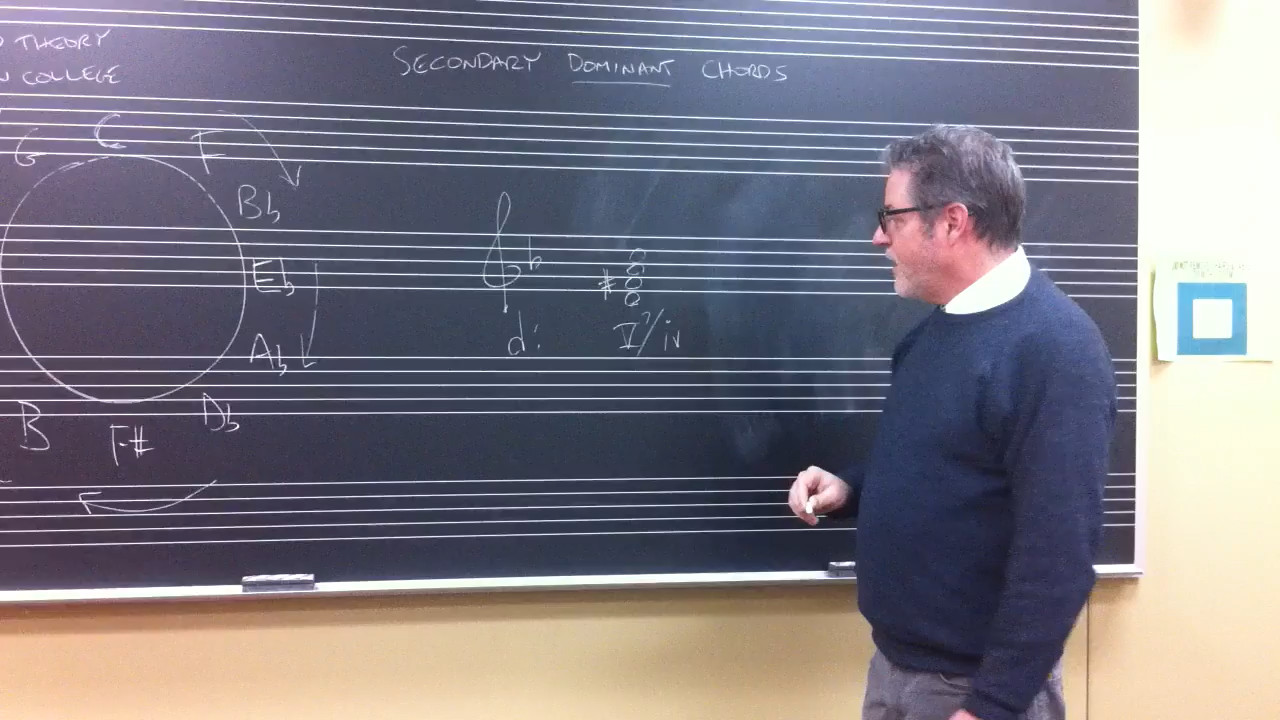 THEORY
COLLEGE
SECONDARY DOMINANT CHORDS
G C F
Bb
Eb
Ab
Db
F#
B
d: V7/iv